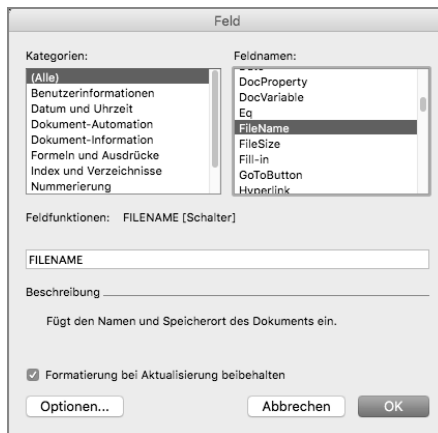 Feld
Kategorien:
(Alle)
Benutzerinformationen
Datum und Uhrzeit
Dokument-Automation
Dokument-Information
Formeln und Ausdrücke
Index und Verzeichnisse
Nummerierung
Feldnamen:
DocProperty
DocVariable
Eq
FileName
FileSize
Fill-in
GoToButton
Hyperlink
Feldfunktionen: FILENAME [Schalter]
FILENAME
Beschreibung
Fügt den Namen und Speicherort des Dokuments ein.
Formatierung bei Aktualisierung beibehalten
Optionen... Abbrechen OK